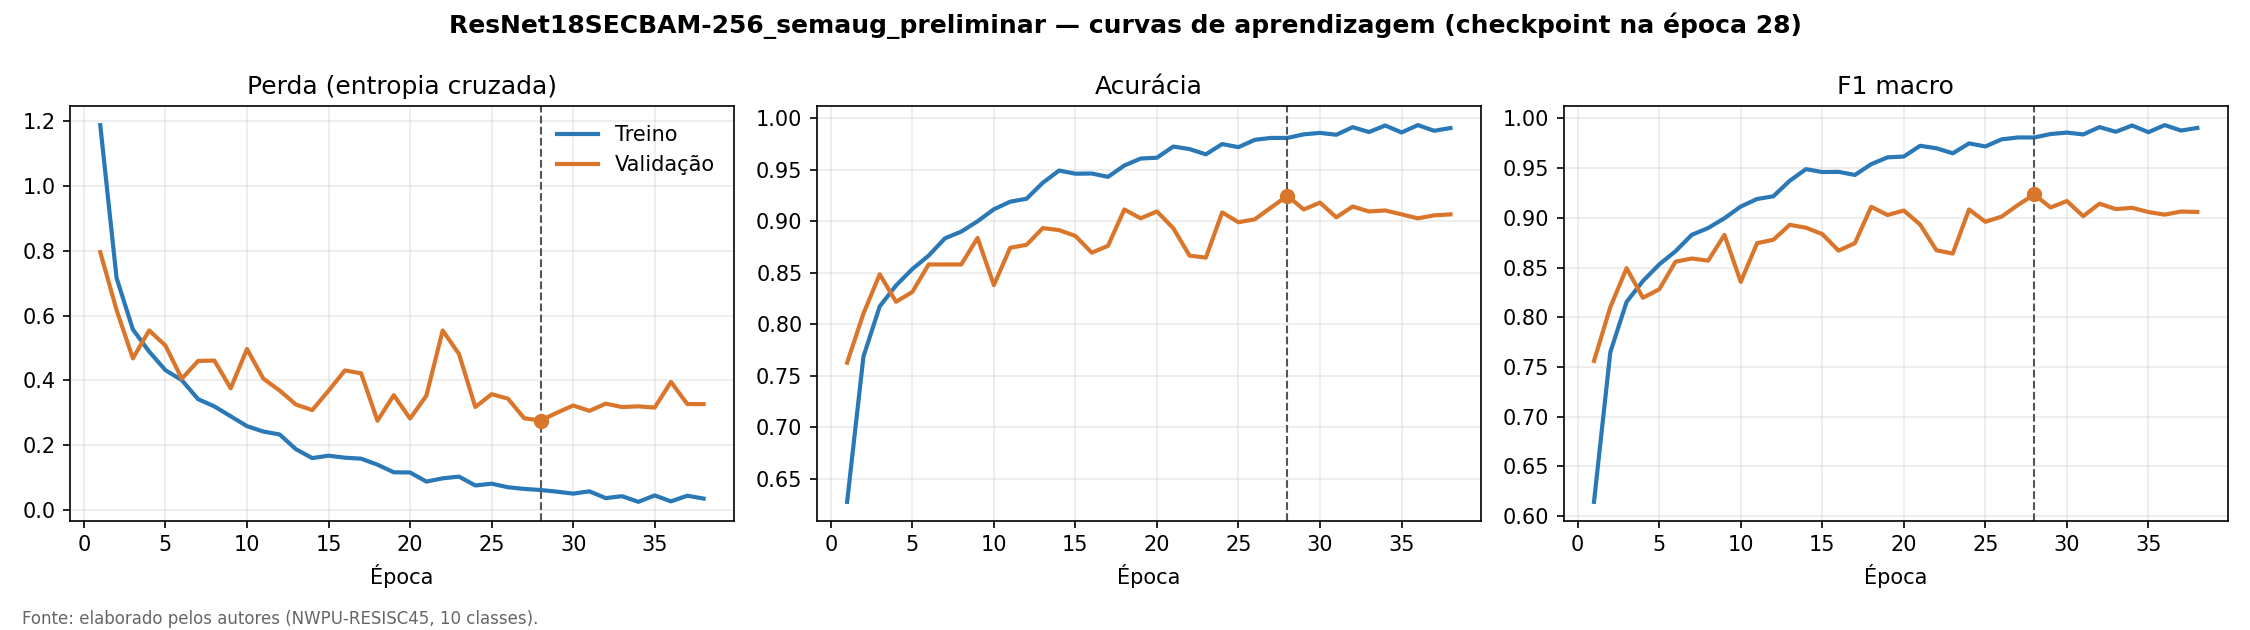 ResNet18SECBAM-256_semaug_preliminar — curvas de aprendizagem (checkpoint na época 28)
Perda (entropia cruzada)
1.2
1.0
0.8
0.6
0.4
0.2
0.0
Treino
Validação
0 5 10 15 20 25 30 35
Época
Acurácia
1.00
0.95
0.90
0.85
0.80
0.75
0.70
0.65
0 5 10 15 20 25 30 35
Época
F1 macro
1.00
0.95
0.90
0.85
0.80
0.75
0.70
0.65
0.60
0 5 10 15 20 25 30 35
Época
Fonte: elaborado pelos autores (NWPU-RESISC45, 10 classes).